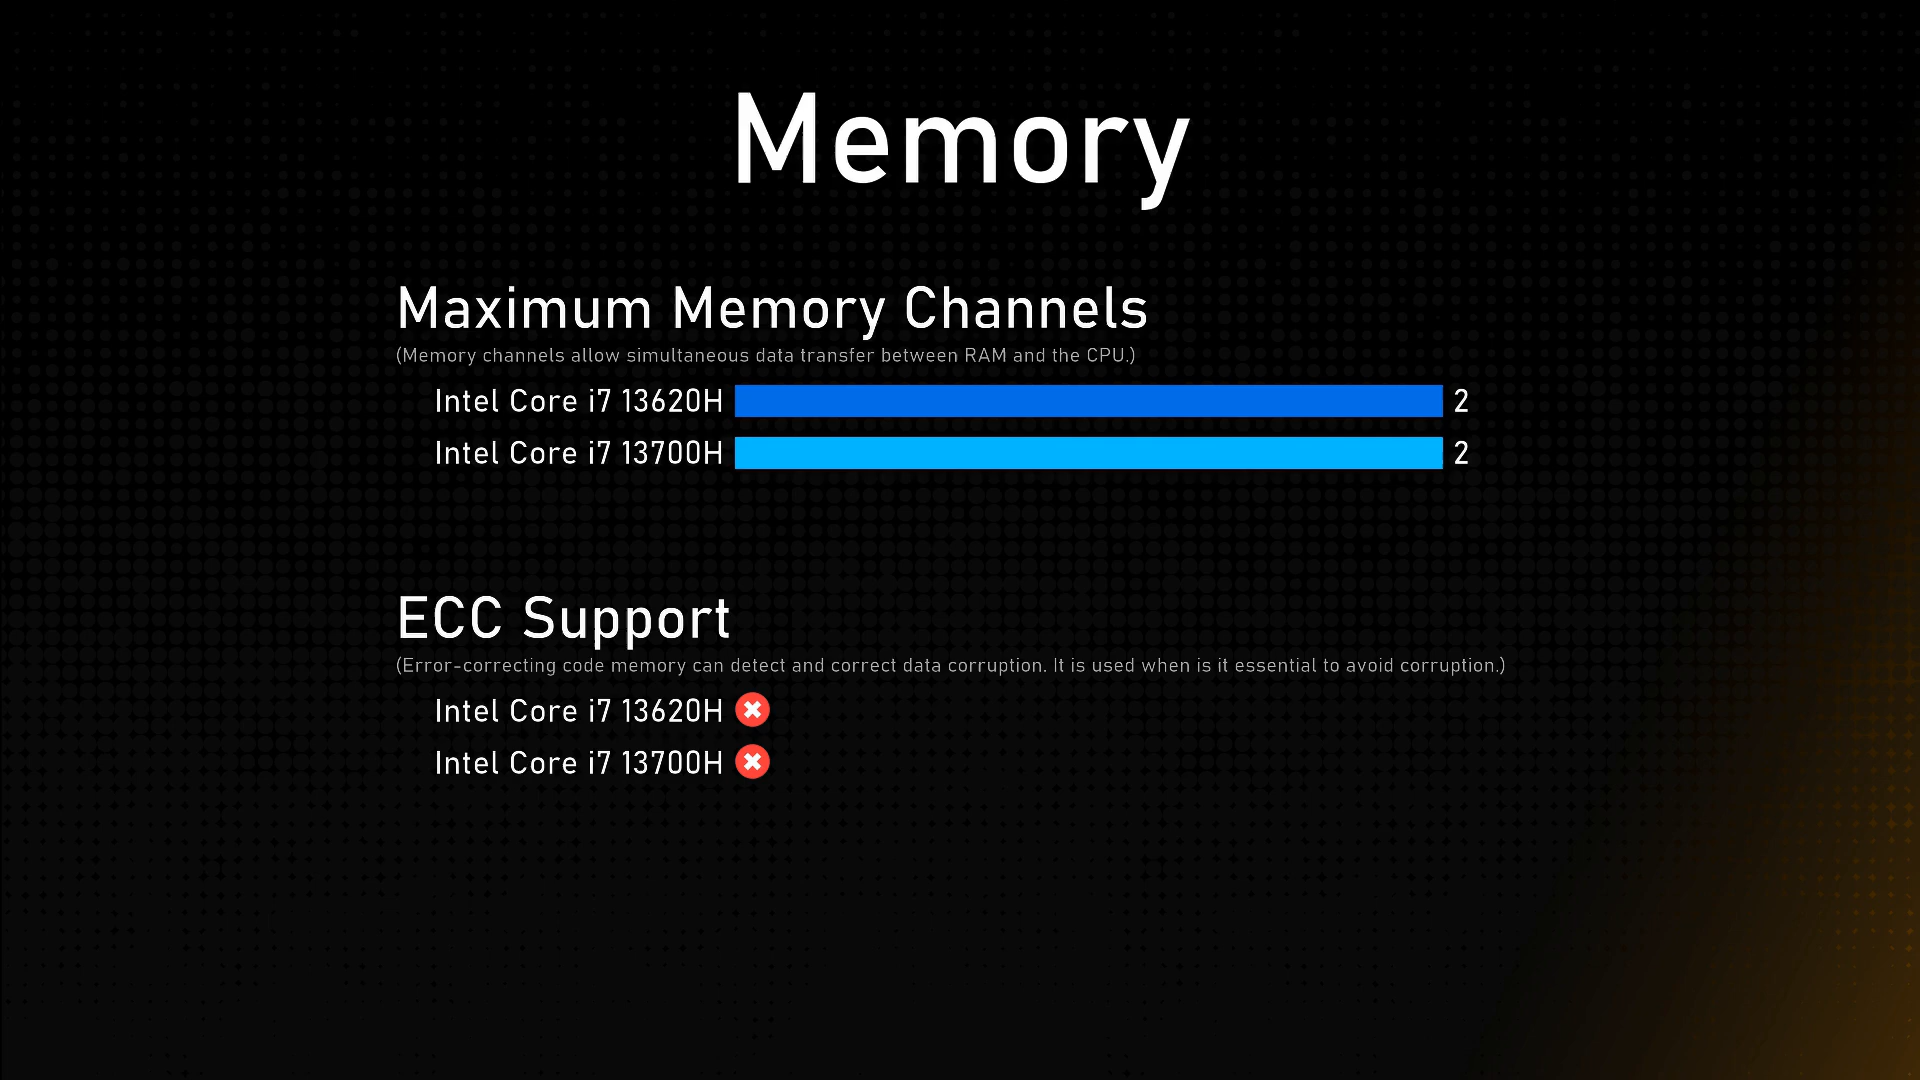 Memory
Maximum Memory Channels
(Memory channels allow simultaneous data transfer between RAM and the CPU.)
Intel Core i7 13620H 2
Intel Core i7 13700H 2
ECC Support
(Error-correcting code memory can detect and correct data corruption. It is used when is it essential to avoid corruption.)
Intel Core i7 13620H
Intel Core i7 13700H